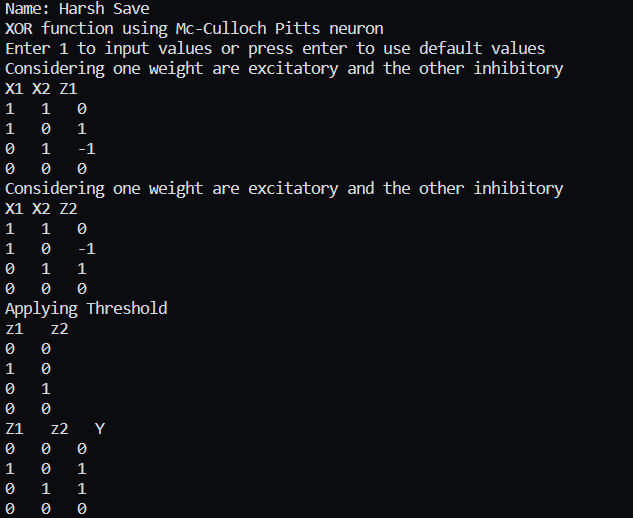 Name: Harsh Save
XOR function using Mc-Culloch Pitts neuron
Enter 1 to input values or press enter to use default values
Considering one weight are excitatory and the other inhibitory
X1 X2 Z1
1   1   0
1   0   1
0   1   -1
0   0   0
Considering one weight are excitatory and the other inhibitory
X1 X2 Z2
1   1   0
1   0   -1
0   1   1
0   0   0
Applying Threshold
z1   z2
0   0
1   0
0   1
0   0
Z1   z2   Y
0   0   0
1   0   1
0   1   1
0   0   0